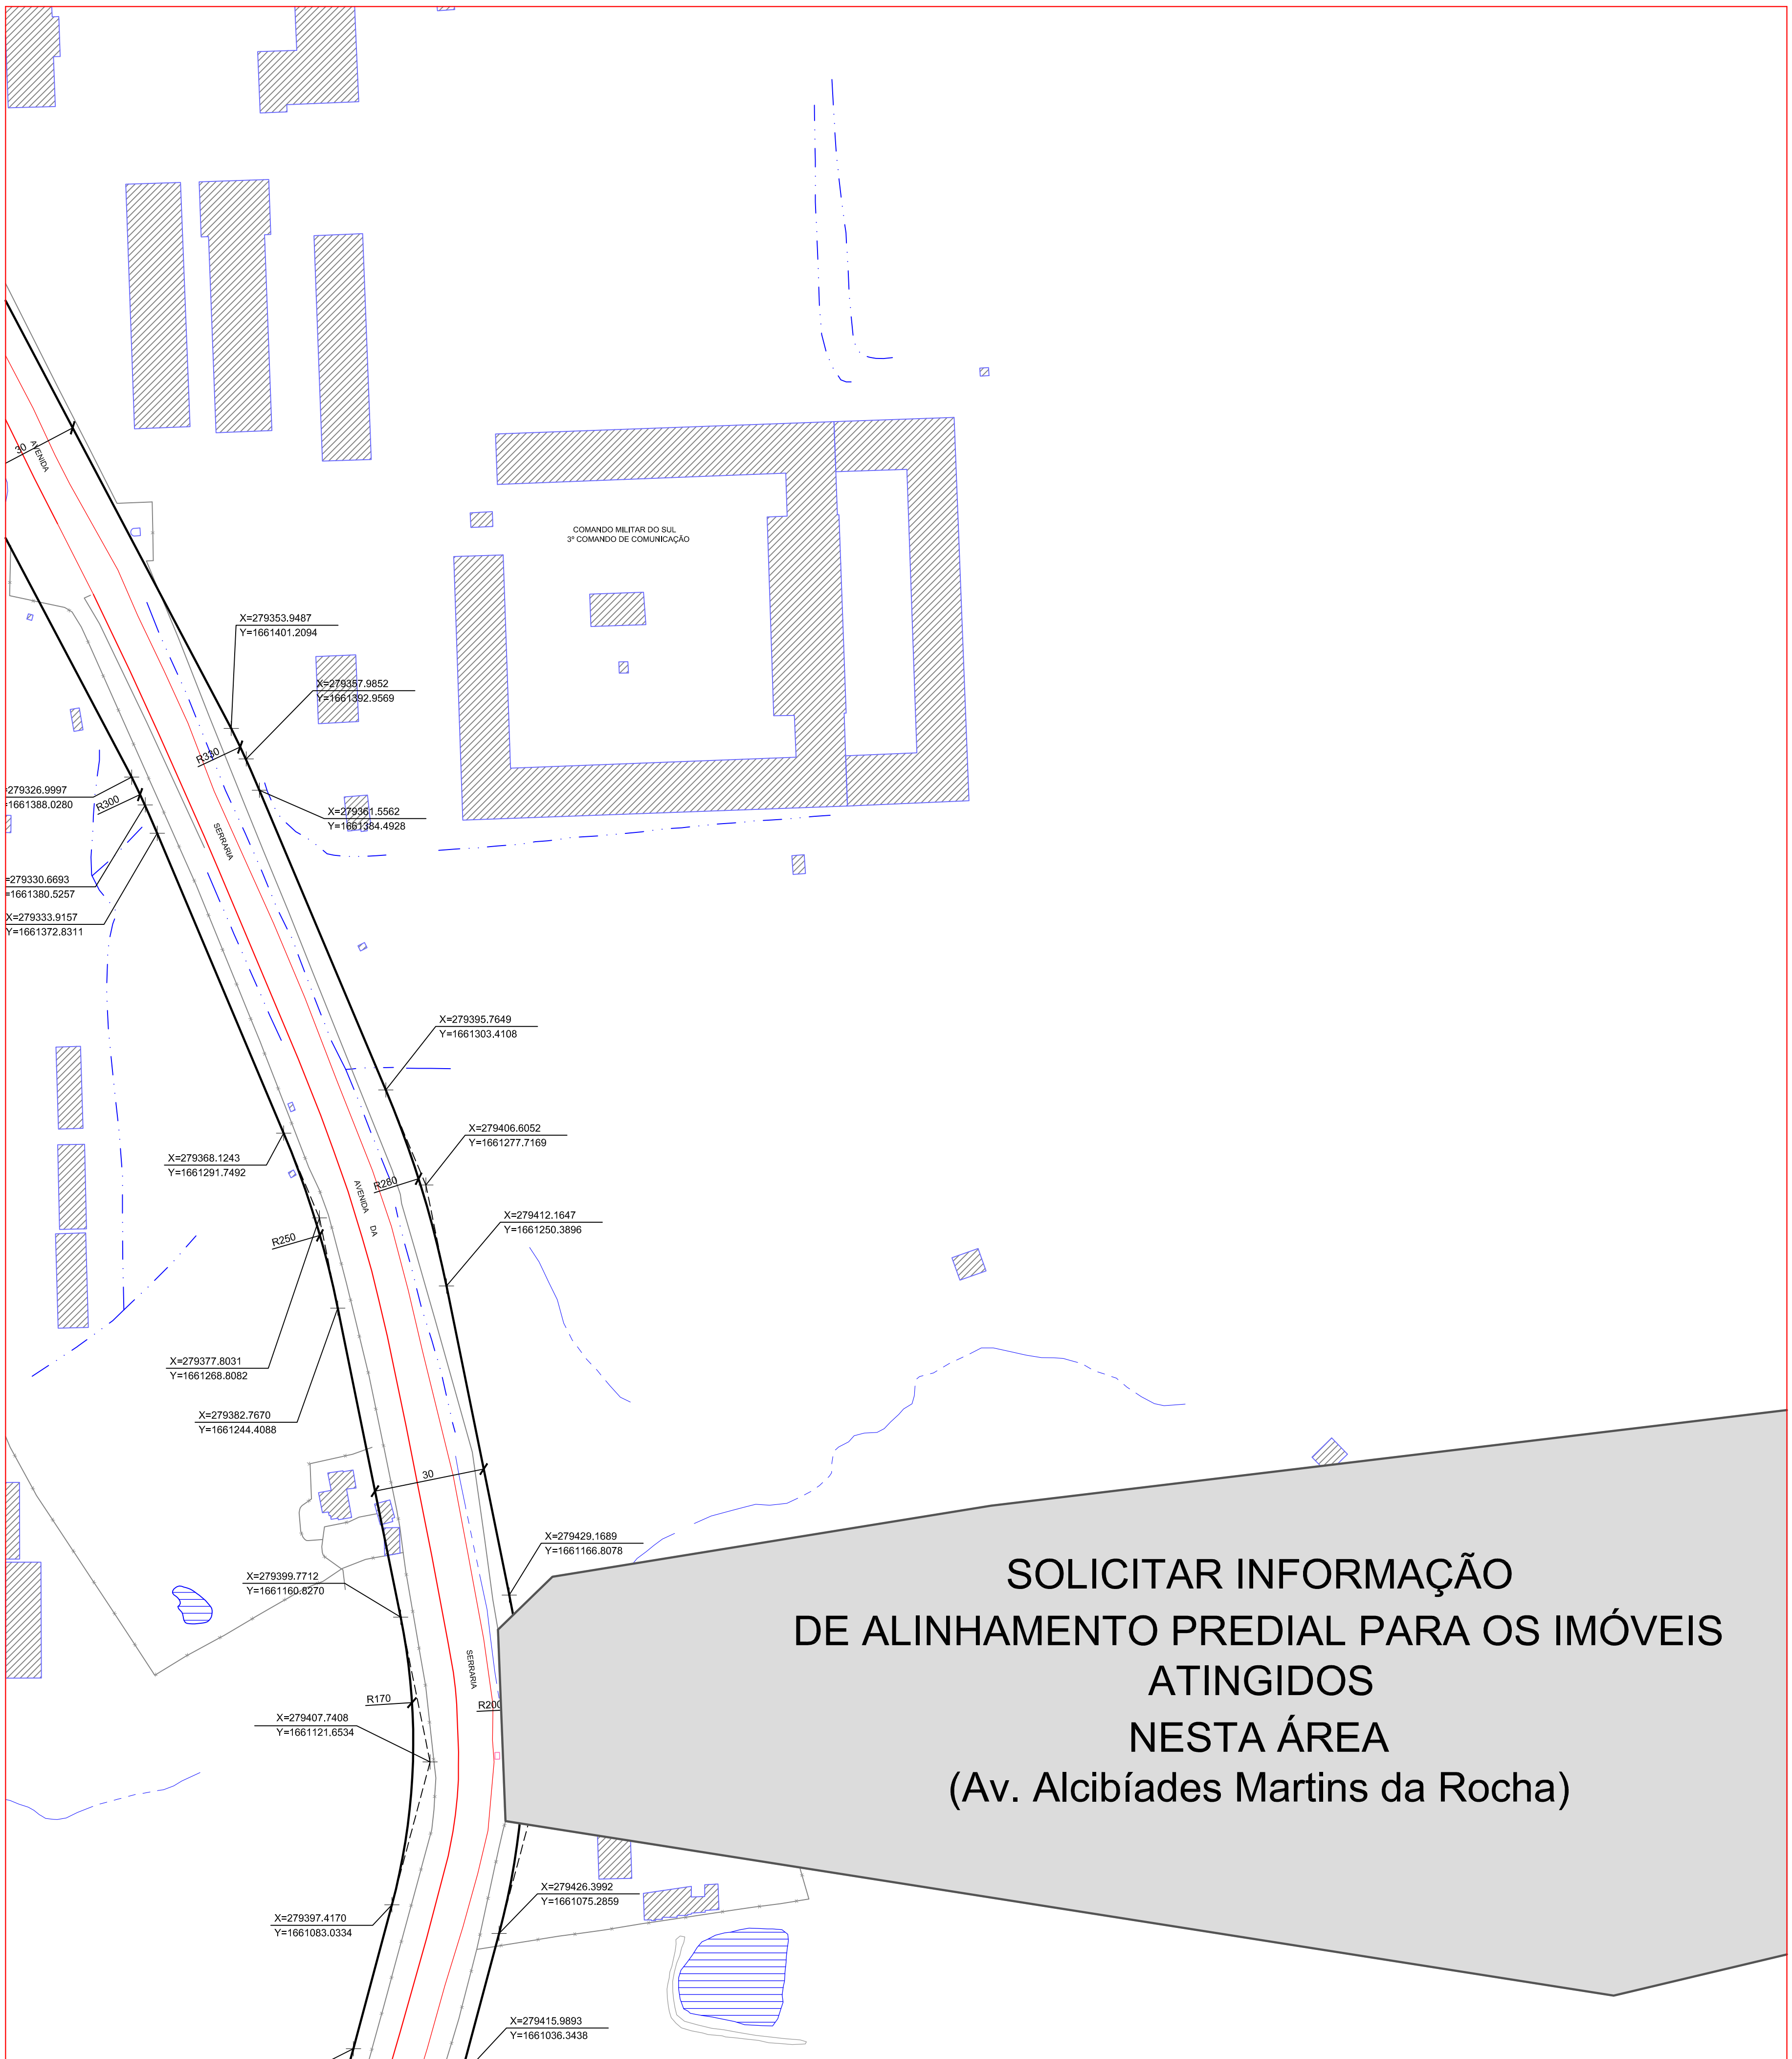 30
AVENIDA
COMANDO MILITAR DO SUL
3º COMANDO DE COMUNICAÇÃO
X=279353.9487
Y=1661401.2094
X=279357.9852
Y=1661392.9569
R330
=279326.9997
=1661388.0280
R300
X=279361.5562
Y=1661384.4928
SERRARIA
=279330.6693
=1661380.5257
X=279333.9157
Y=1661372.8311
X=279395.7649
Y=1661303.4108
X=279406.6052
Y=1661277.7169
X=279368.1243
Y=1661291.7492
R280
AVENIDA DA
X=279412.1647
Y=1661250.3896
R250
X=279377.8031
Y=1661268.8082
X=279382.7670
Y=1661244.4088
30
X=279429.1689
Y=1661166.8078
X=279399.7712
Y=1661160.8270
SERRARIA
R170
R200
X=279407.7408
Y=1661121.6534
SOLICITAR INFORMAÇÃO
DE ALINHAMENTO PREDIAL PARA OS IMÓVEIS
ATINGIDOS
NESTA ÁREA
(Av. Alcibíades Martins da Rocha)
X=279426.3992
Y=1661075.2859
X=279397.4170
Y=1661083.0334
X=279415.9893
Y=1661036.3438